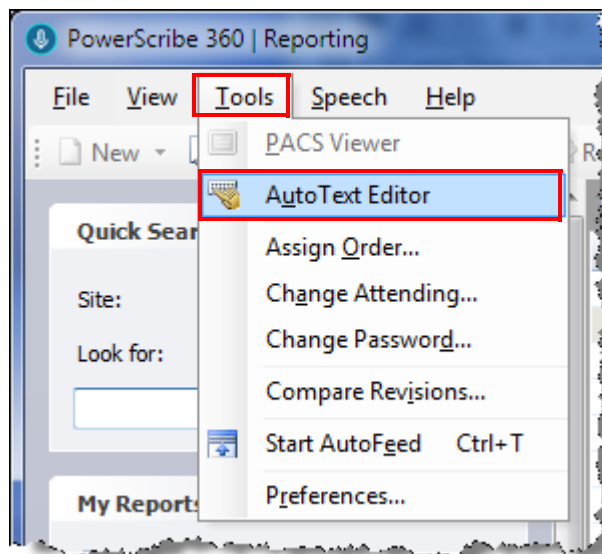 PowerScribe 360 | Reporting
File View Tools Speech Help
New
PACS Viewer
AutoText Editor
Quick Sear
Assign Order...
Site:
Change Attending...
Look for:
Change Password...
Compare Revisions...
Start AutoFeed Ctrl+T
My Reports
Preferences...